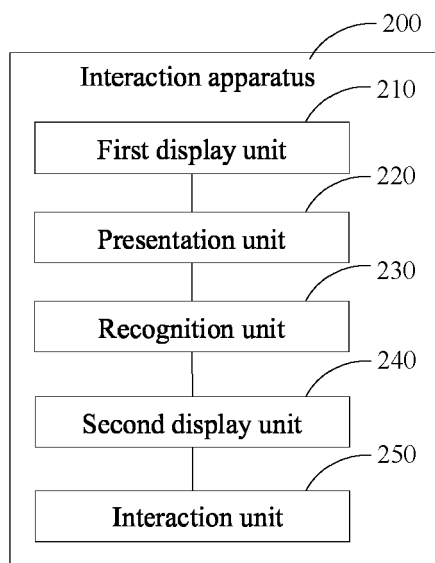 200
Interaction apparatus
210
First display unit
220
Presentation unit
230
Recognition unit
240
Second display unit
250
Interaction unit